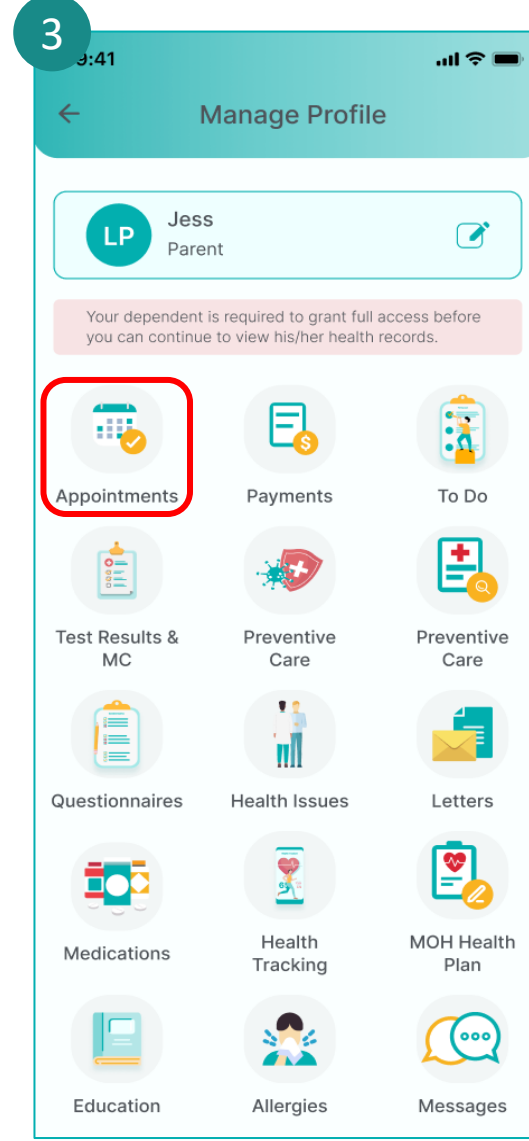 3
9:41
Manage Profile
LP
Jess
Parent
Your dependent is required to grant full access before
you can continue to view his/her health records.
$
Appointments
Payments
To Do
Test Results &
MC
Preventive
Care
Preventive
Care
Questionnaires
Health Issues
Letters
Medications
Health
Tracking
MOH Health
Plan
Education
Allergies
Messages